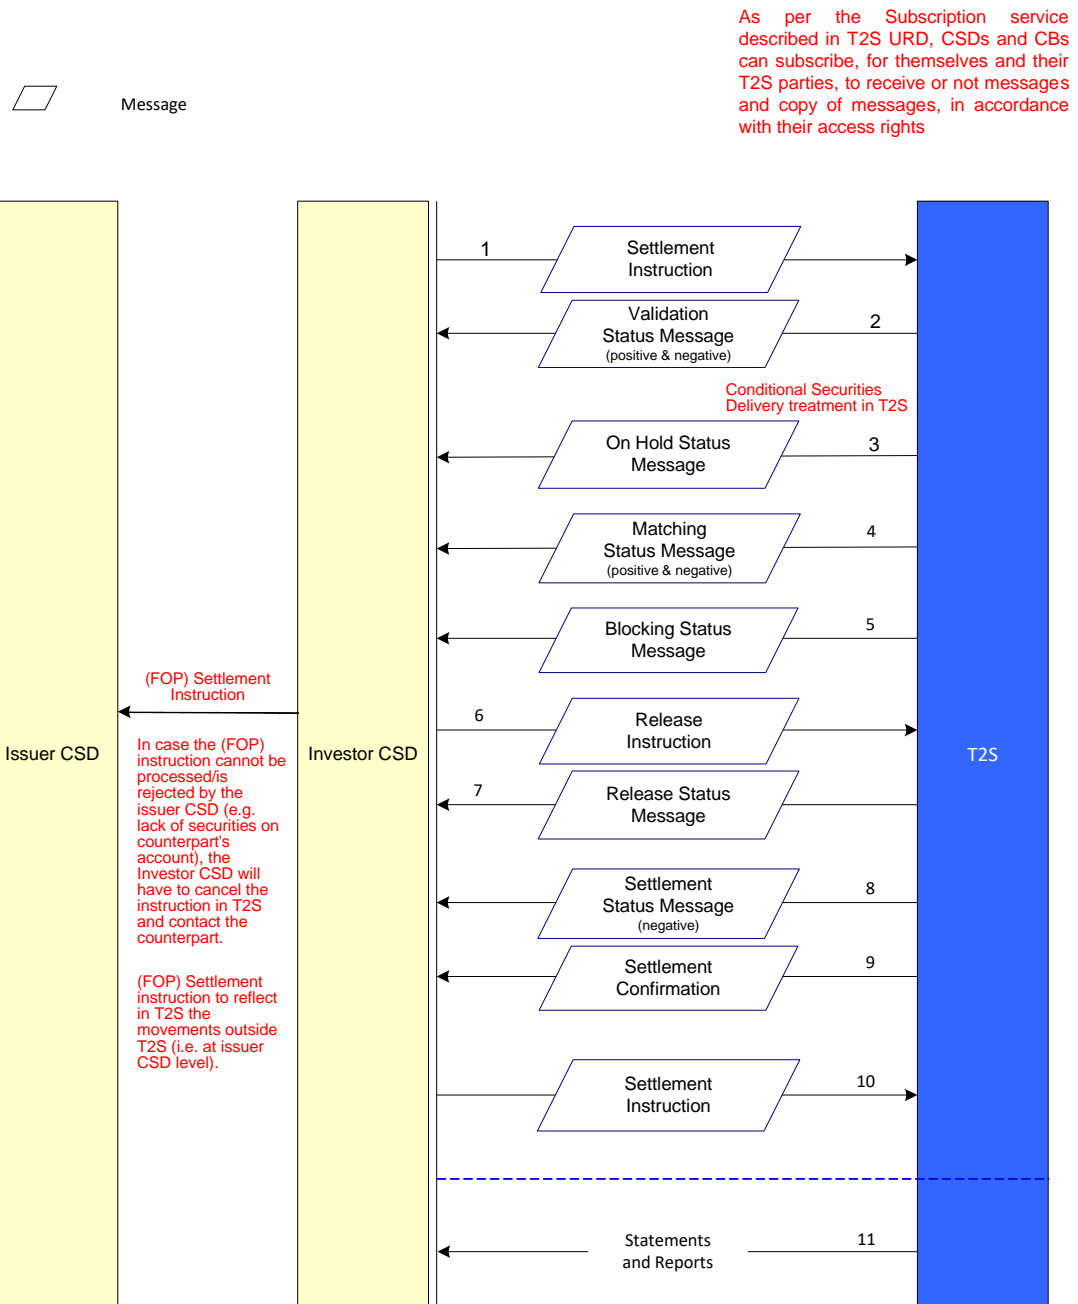 As per the Subscription service
described in T2S URD, CSDs and CBs
can subscribe, for themselves and their
T2S parties, to receive or not messages
and copy of messages, in accordance
with their access rights
Message
1
Settlement
Instruction
Validation
Status Message
(positive & negative)
2
Conditional Securities
Delivery treatment in T2S
On Hold Status
Message
3
Matching
Status Message
(positive & negative)
4
Blocking Status
Message
5
(FOP) Settlement
Instruction
6
Release
Instruction
Issuer CSD
In case the (FOP)
instruction cannot be
processed/is
rejected by the
issuer CSD (e.g.
lack of securities on
counterpart's
account), the
Investor CSD will
have to cancel the
instruction in T2S
and contact the
counterpart.
Investor CSD
T2S
7
Release Status
Message
Settlement
Status Message
(negative)
8
Settlement
Confirmation
9
(FOP) Settlement
instruction to reflect
in T2S the
movements outside
T2S (i.e. at issuer
CSD level).
Settlement
Instruction
10
Statements
and Reports
11